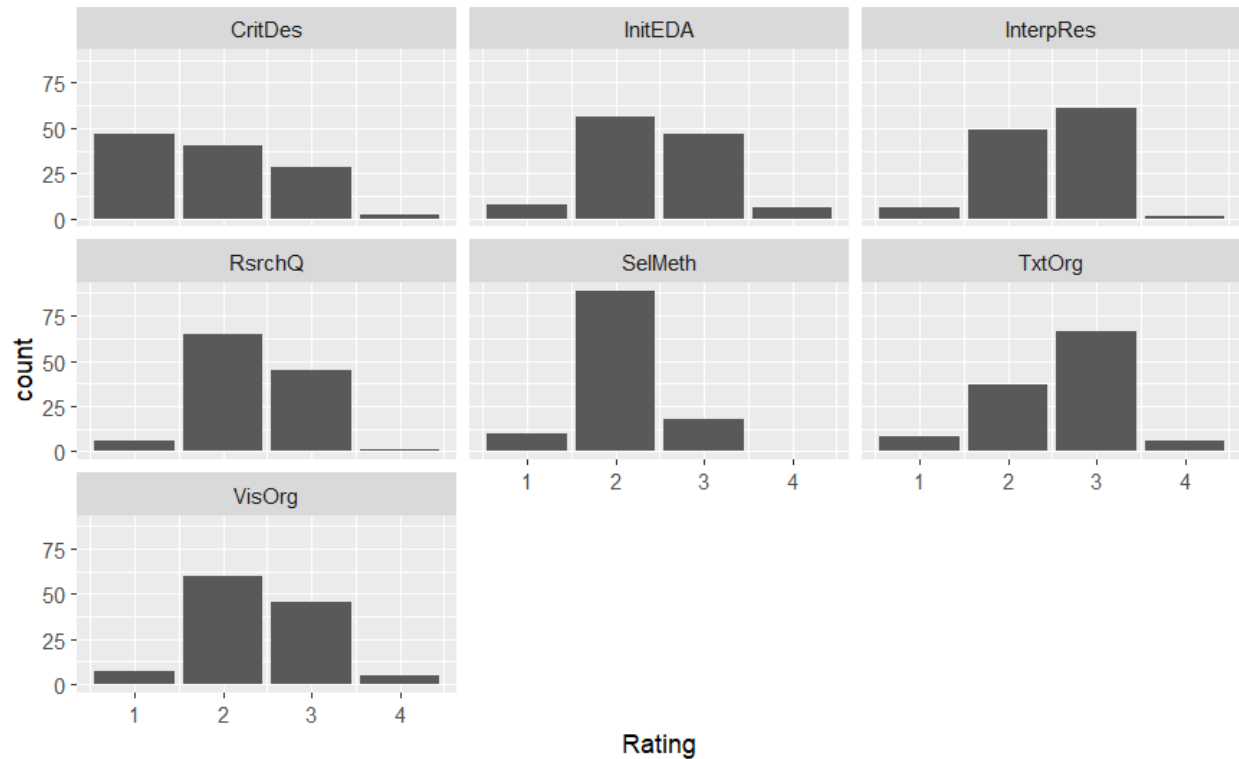 CritDes InitEDA InterpRes
75
50
25
0
RsrchQ SelMeth TxtOrg
75
50
25
0
1 2 3 4 1 2 3 4
VisOrg
75
50
25
0
1 2 3 4
count
Rating